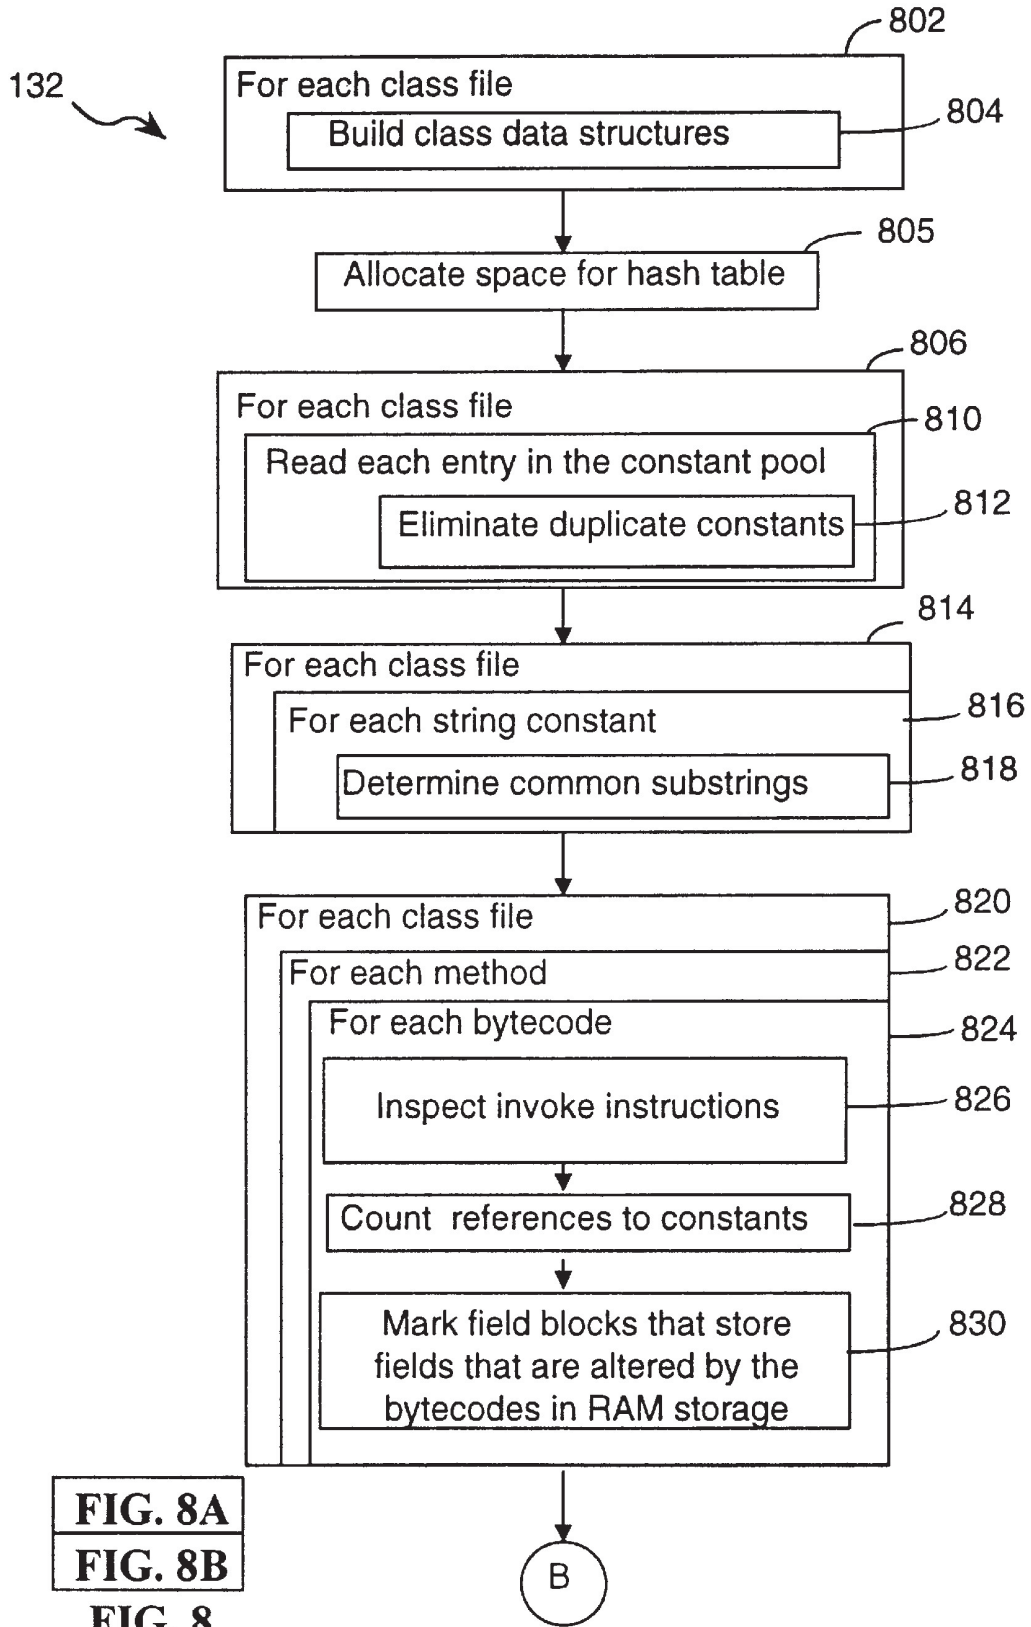 802
132
For each class file
Build class data structures
804
805
Allocate space for hash table
806
For each class file
810
Read each entry in the constant pool
812
Eliminate duplicate constants
814
For each class file
816
For each string constant
818
Determine common substrings
820
For each class file
822
For each method
824
For each bytecode
826
Inspect invoke instructions
828
Count references to constants
830
Mark field blocks that store
fields that are altered by the
bytecodes in RAM storage
FIG. 8A
FIG. 8B
FIG. 8
B